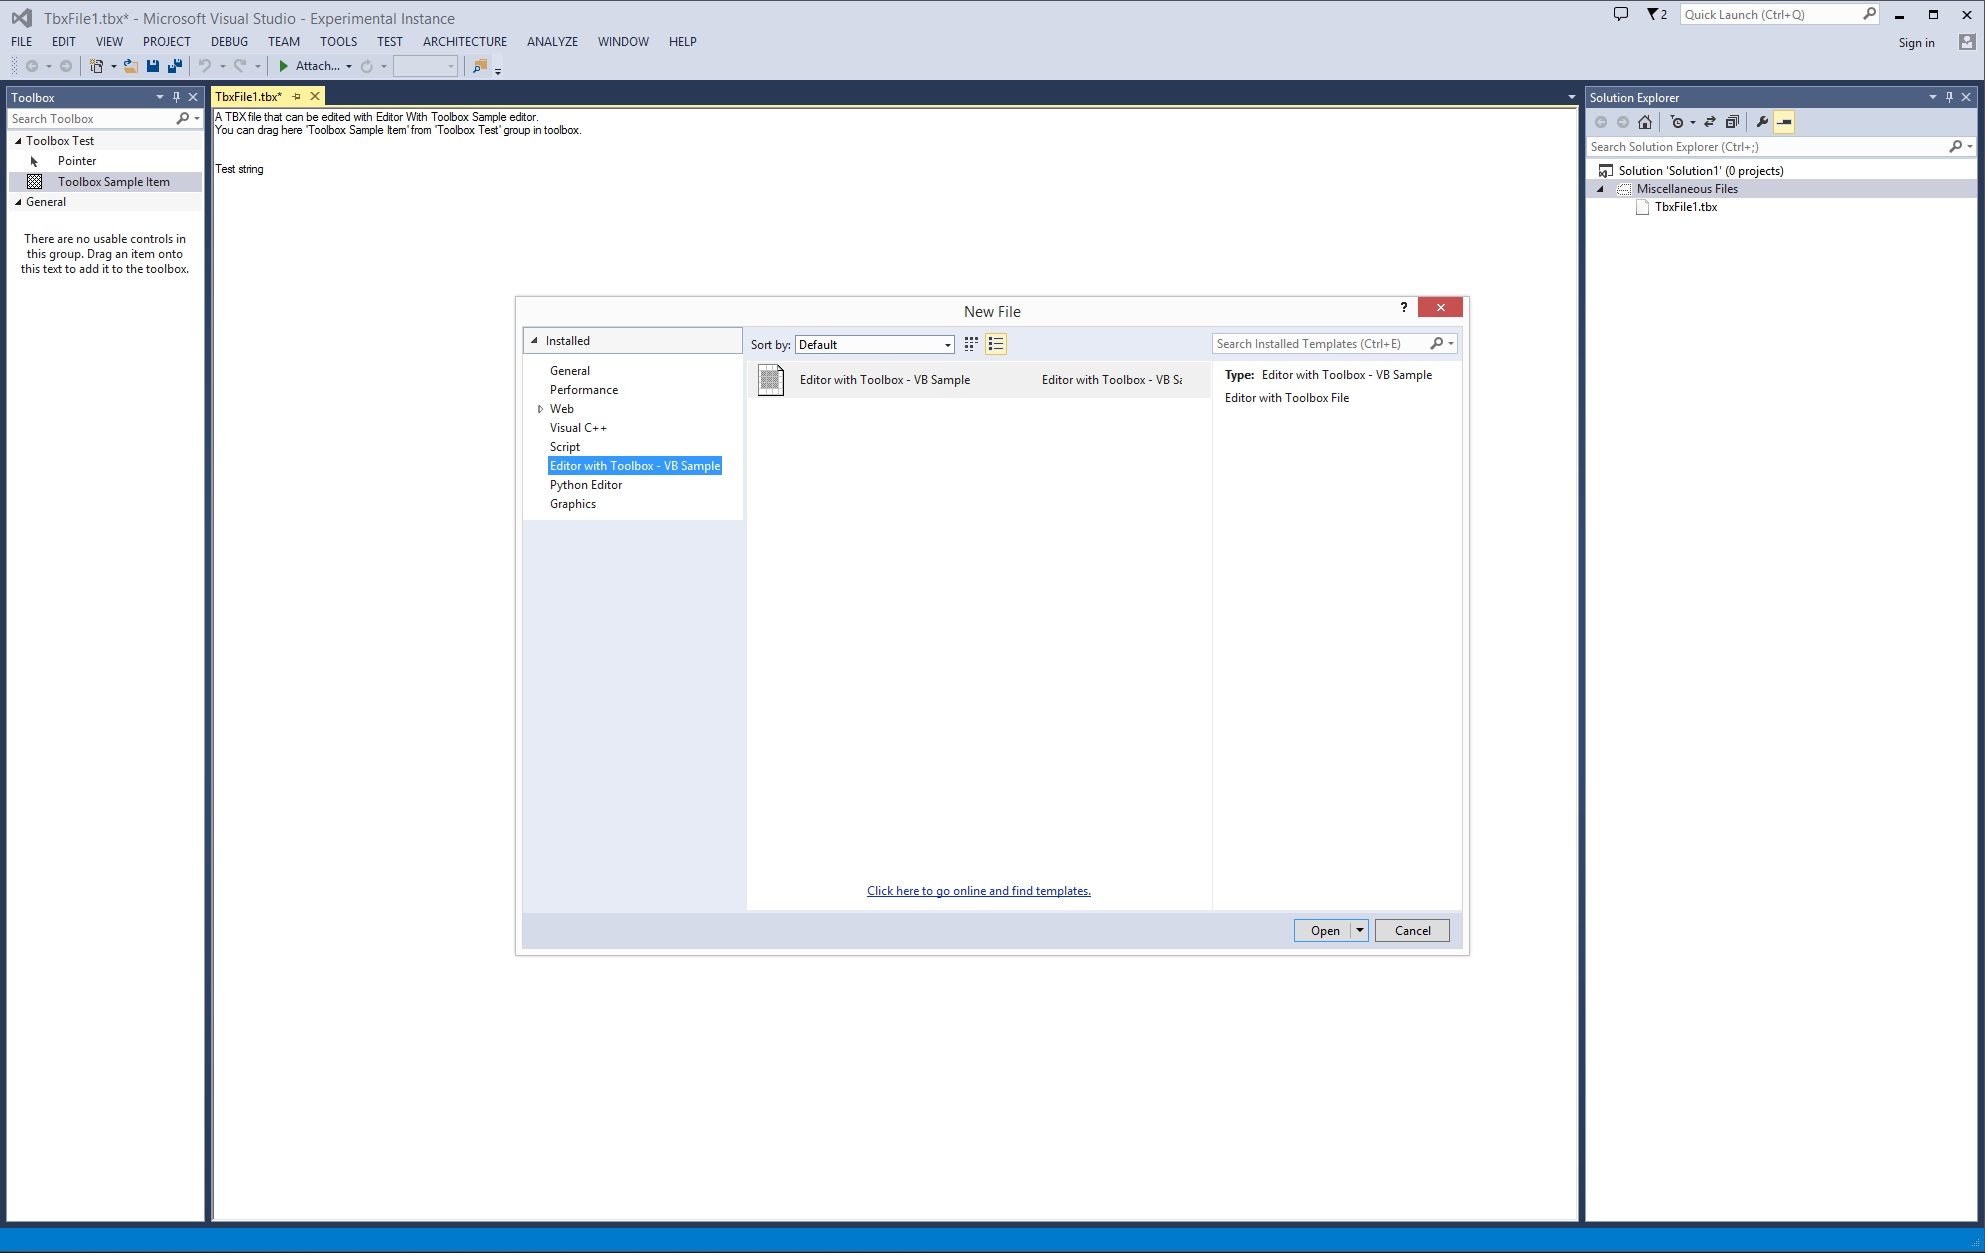 TbxFile1.tbx* - Microsoft Visual Studio - Experimental Instance
2
Quick Launch (Ctrl+Q)
FILE EDIT VIEW PROJECT DEBUG TEAM TOOLS TEST ARCHITECTURE ANALYZE WINDOW HELP
Sign in
Attach...
Toolbox
Search Toolbox
Toolbox Test
Pointer
Toolbox Sample Item
General
There are no usable controls in
this group. Drag an item onto
this text to add it to the toolbox.
TbxFile1.tbx*
A TBX file that can be edited with Editor With Toolbox Sample editor.
You can drag here 'Toolbox Sample Item' from 'Toolbox Test' group in toolbox.
Test string
New File
?
Installed
General
Performance
Web
Visual C++
Script
Editor with Toolbox - VB Sample
Python Editor
Graphics
Sort by: Default
Editor with Toolbox - VB Sample
Editor with Toolbox - VB Sa
Click here to go online and find templates.
Search Installed Templates (Ctrl+E)
Type: Editor with Toolbox - VB Sample
Editor with Toolbox File
Open
Cancel
Solution Explorer
Search Solution Explorer (Ctrl+;)
Solution 'Solution1' (0 projects)
Miscellaneous Files
TbxFile1.tbx